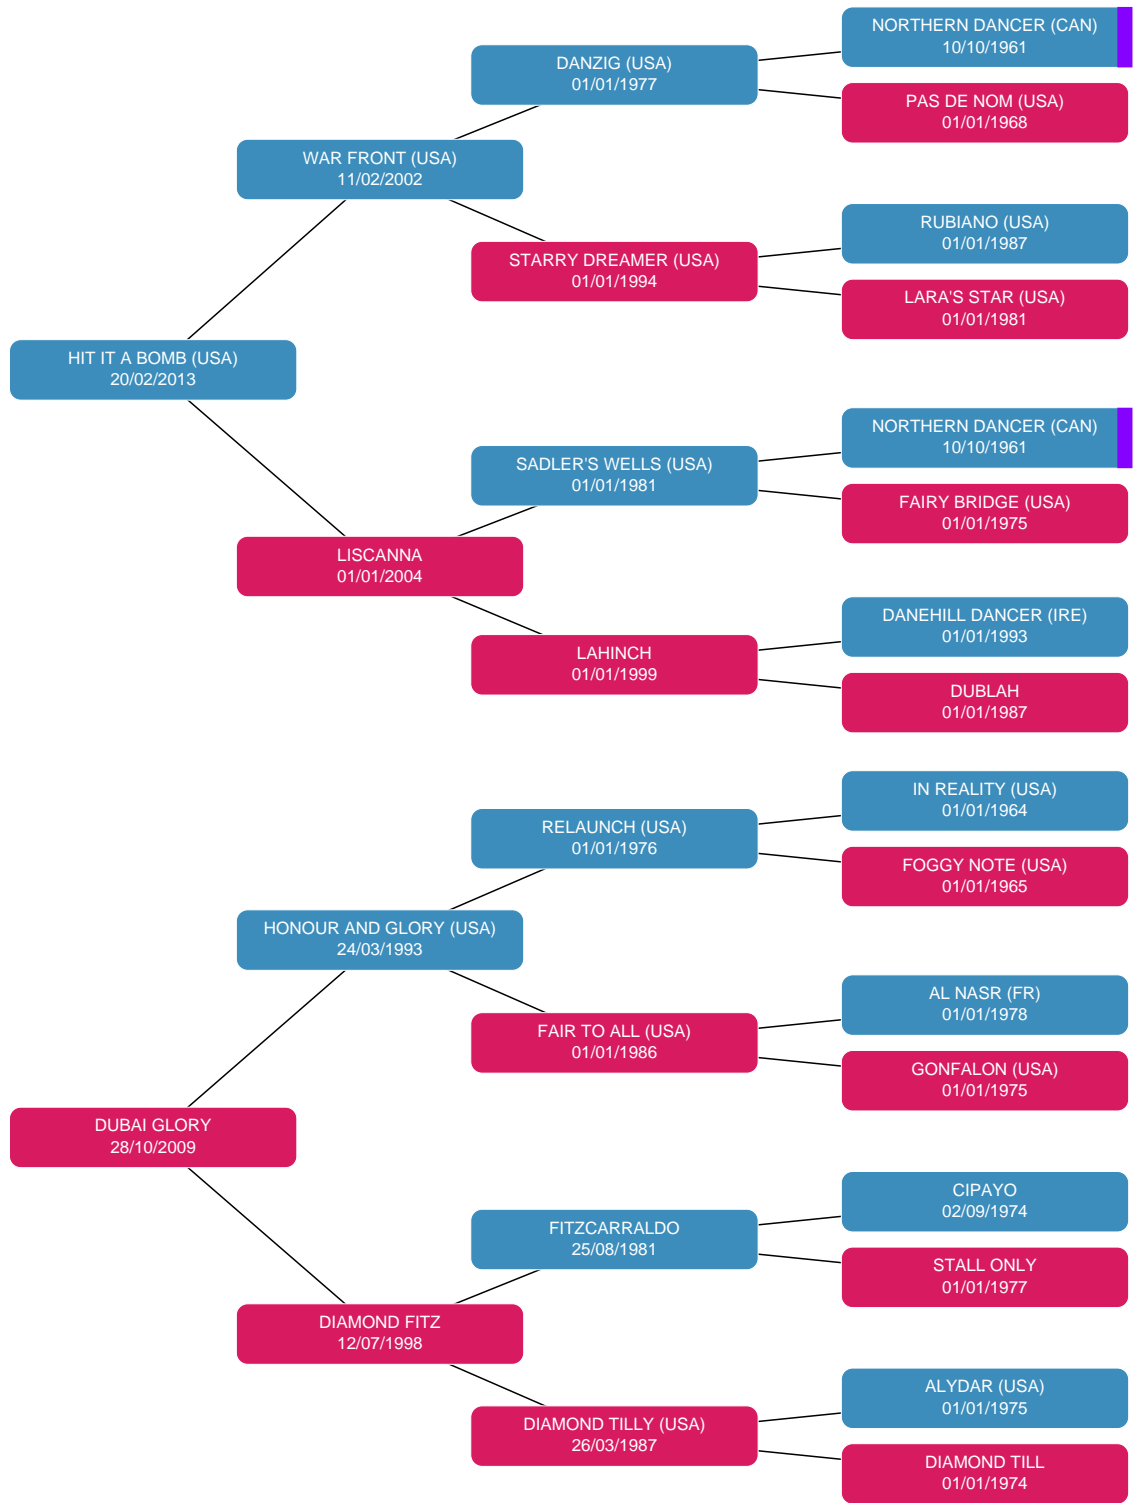 NORTHERN DANCER (CAN)
10/10/1961
DANZIG (USA)
01/01/1977
PAS DE NOM (USA)
01/01/1968
WAR FRONT (USA)
11/02/2002
RUBIANO (USA)
01/01/1987
STARRY DREAMER (USA)
01/01/1994
LARA'S STAR (USA)
01/01/1981
HIT IT A BOMB (USA)
20/02/2013
NORTHERN DANCER (CAN)
10/10/1961
SADLER'S WELLS (USA)
01/01/1981
FAIRY BRIDGE (USA)
01/01/1975
LISCANNA
01/01/2004
DANEHILL DANCER (IRE)
01/01/1993
LAHINCH
01/01/1999
DUBLAH
01/01/1987
IN REALITY (USA)
01/01/1964
RELAUNCH (USA)
01/01/1976
FOGGY NOTE (USA)
01/01/1965
HONOUR AND GLORY (USA)
24/03/1993
AL NASR (FR)
01/01/1978
FAIR TO ALL (USA)
01/01/1986
GONFALON (USA)
01/01/1975
DUBAI GLORY
28/10/2009
CIPAYO
02/09/1974
FITZCARRALDO
25/08/1981
STALL ONLY
01/01/1977
DIAMOND FITZ
12/07/1998
ALYDAR (USA)
01/01/1975
DIAMOND TILLY (USA)
26/03/1987
DIAMOND TILL
01/01/1974